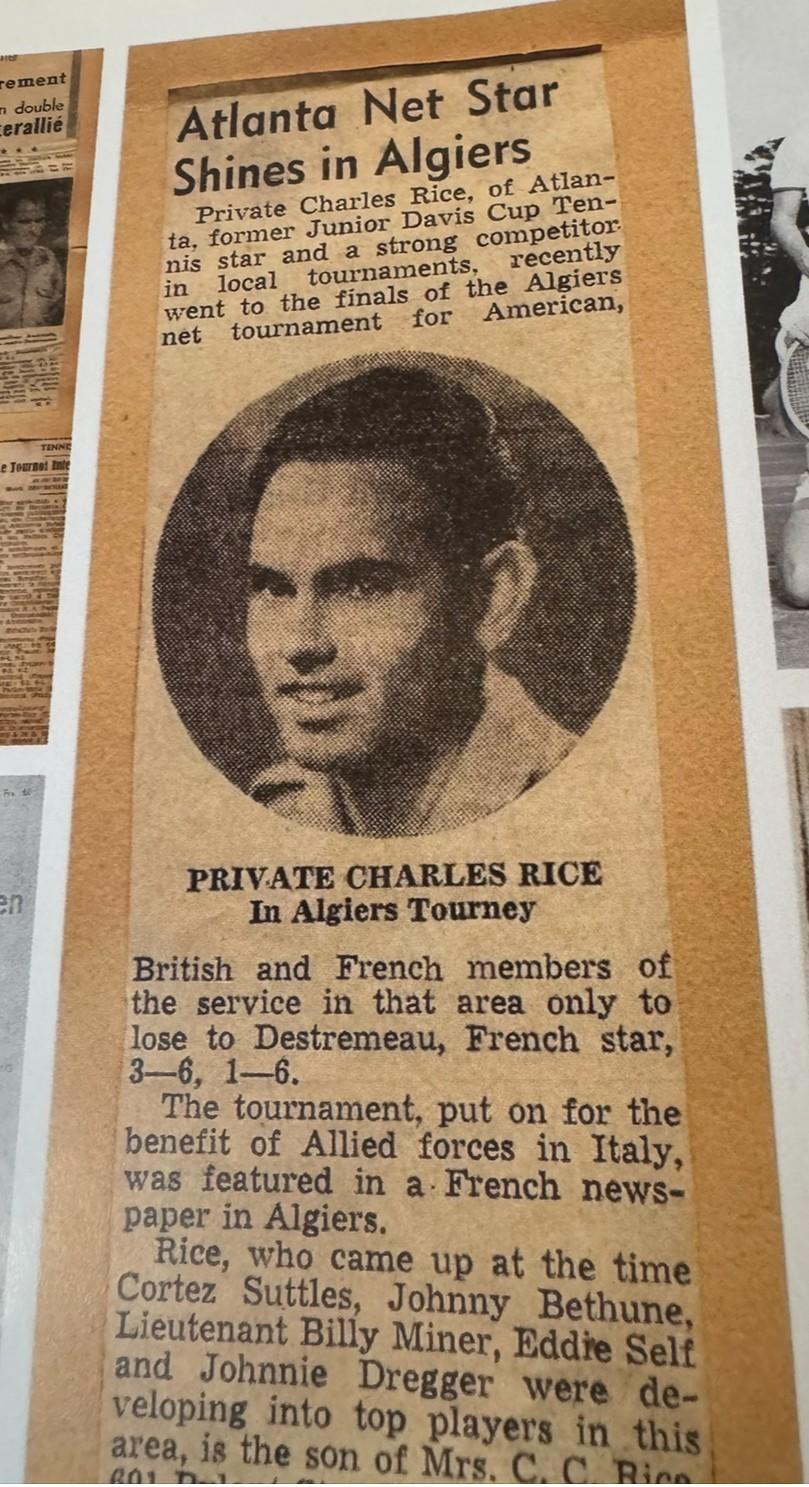 rement
n double
erallié
TENNI
e Tournoi Inte
en
Atlanta Net Star
Shines in Algiers
Private Charles Rice, of Atlan-
ta, former Junior Davis Cup Ten-
nis star and a strong competitor
in local tournaments, recently
went to the finals of the Algiers
net tournament for American,
PRIVATE CHARLES RICE
In Algiers Tourney
British and French members of
the service in that area only to
lose to Destremeau, French star,
3—6, 1—6.
The tournament, put on for the
benefit of Allied forces in Italy,
was featured in a French news-
paper in Algiers.
Rice, who came up at the time
Cortez Suttles, Johnny Bethune,
Lieutenant Billy Miner, Eddie Self
and Johnnie Dregger were de-
veloping into top players in this
area, is the son of Mrs. C. C. Rice